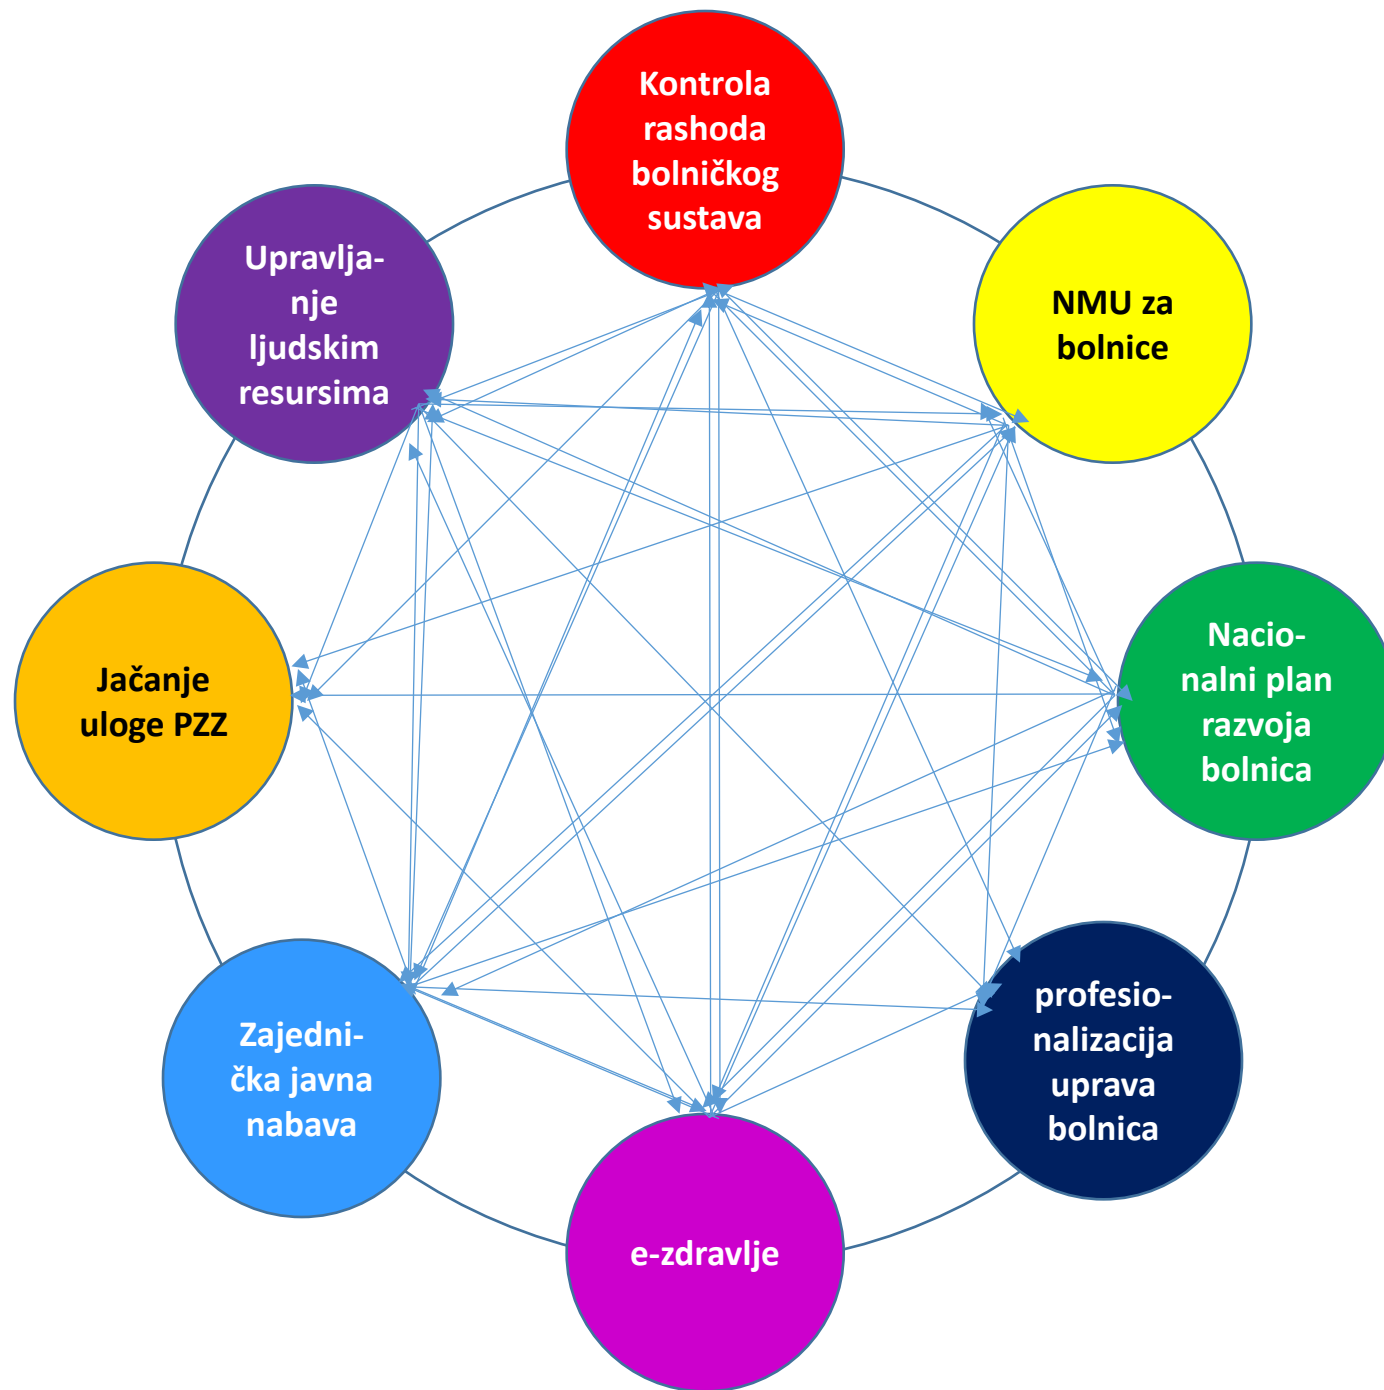 Kontrola
rashoda
bolničkog
sustava
NMU za
bolnice
Nacio-
nalni plan
razvoja
bolnica
profesio-
nalizacija
uprava
bolnica
e-zdravlje
Zajedni-
čka javna
nabava
Jačanje
uloge PZZ
Upravlja-
nje
ljudskim
resursima